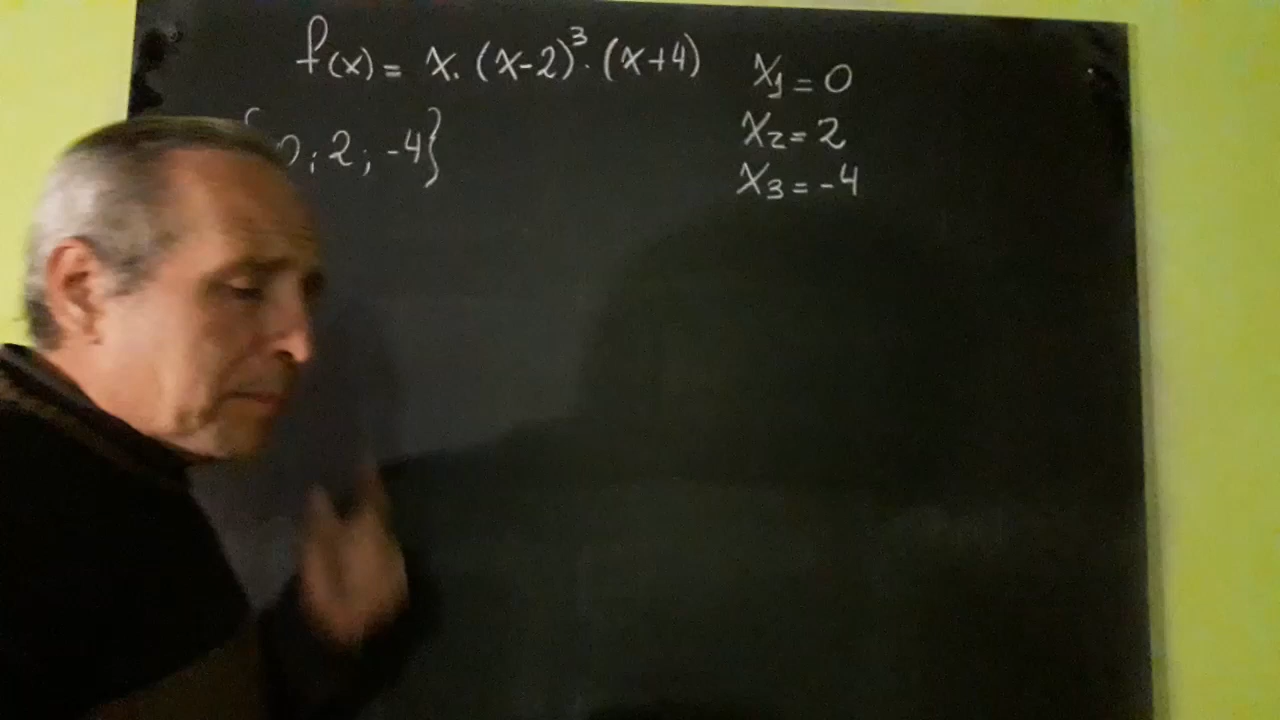 f(x) = x. (x-2)³. (x+4)
x₁ = 0
0; 2; -4}
x₂ = 2
x₃ = -4